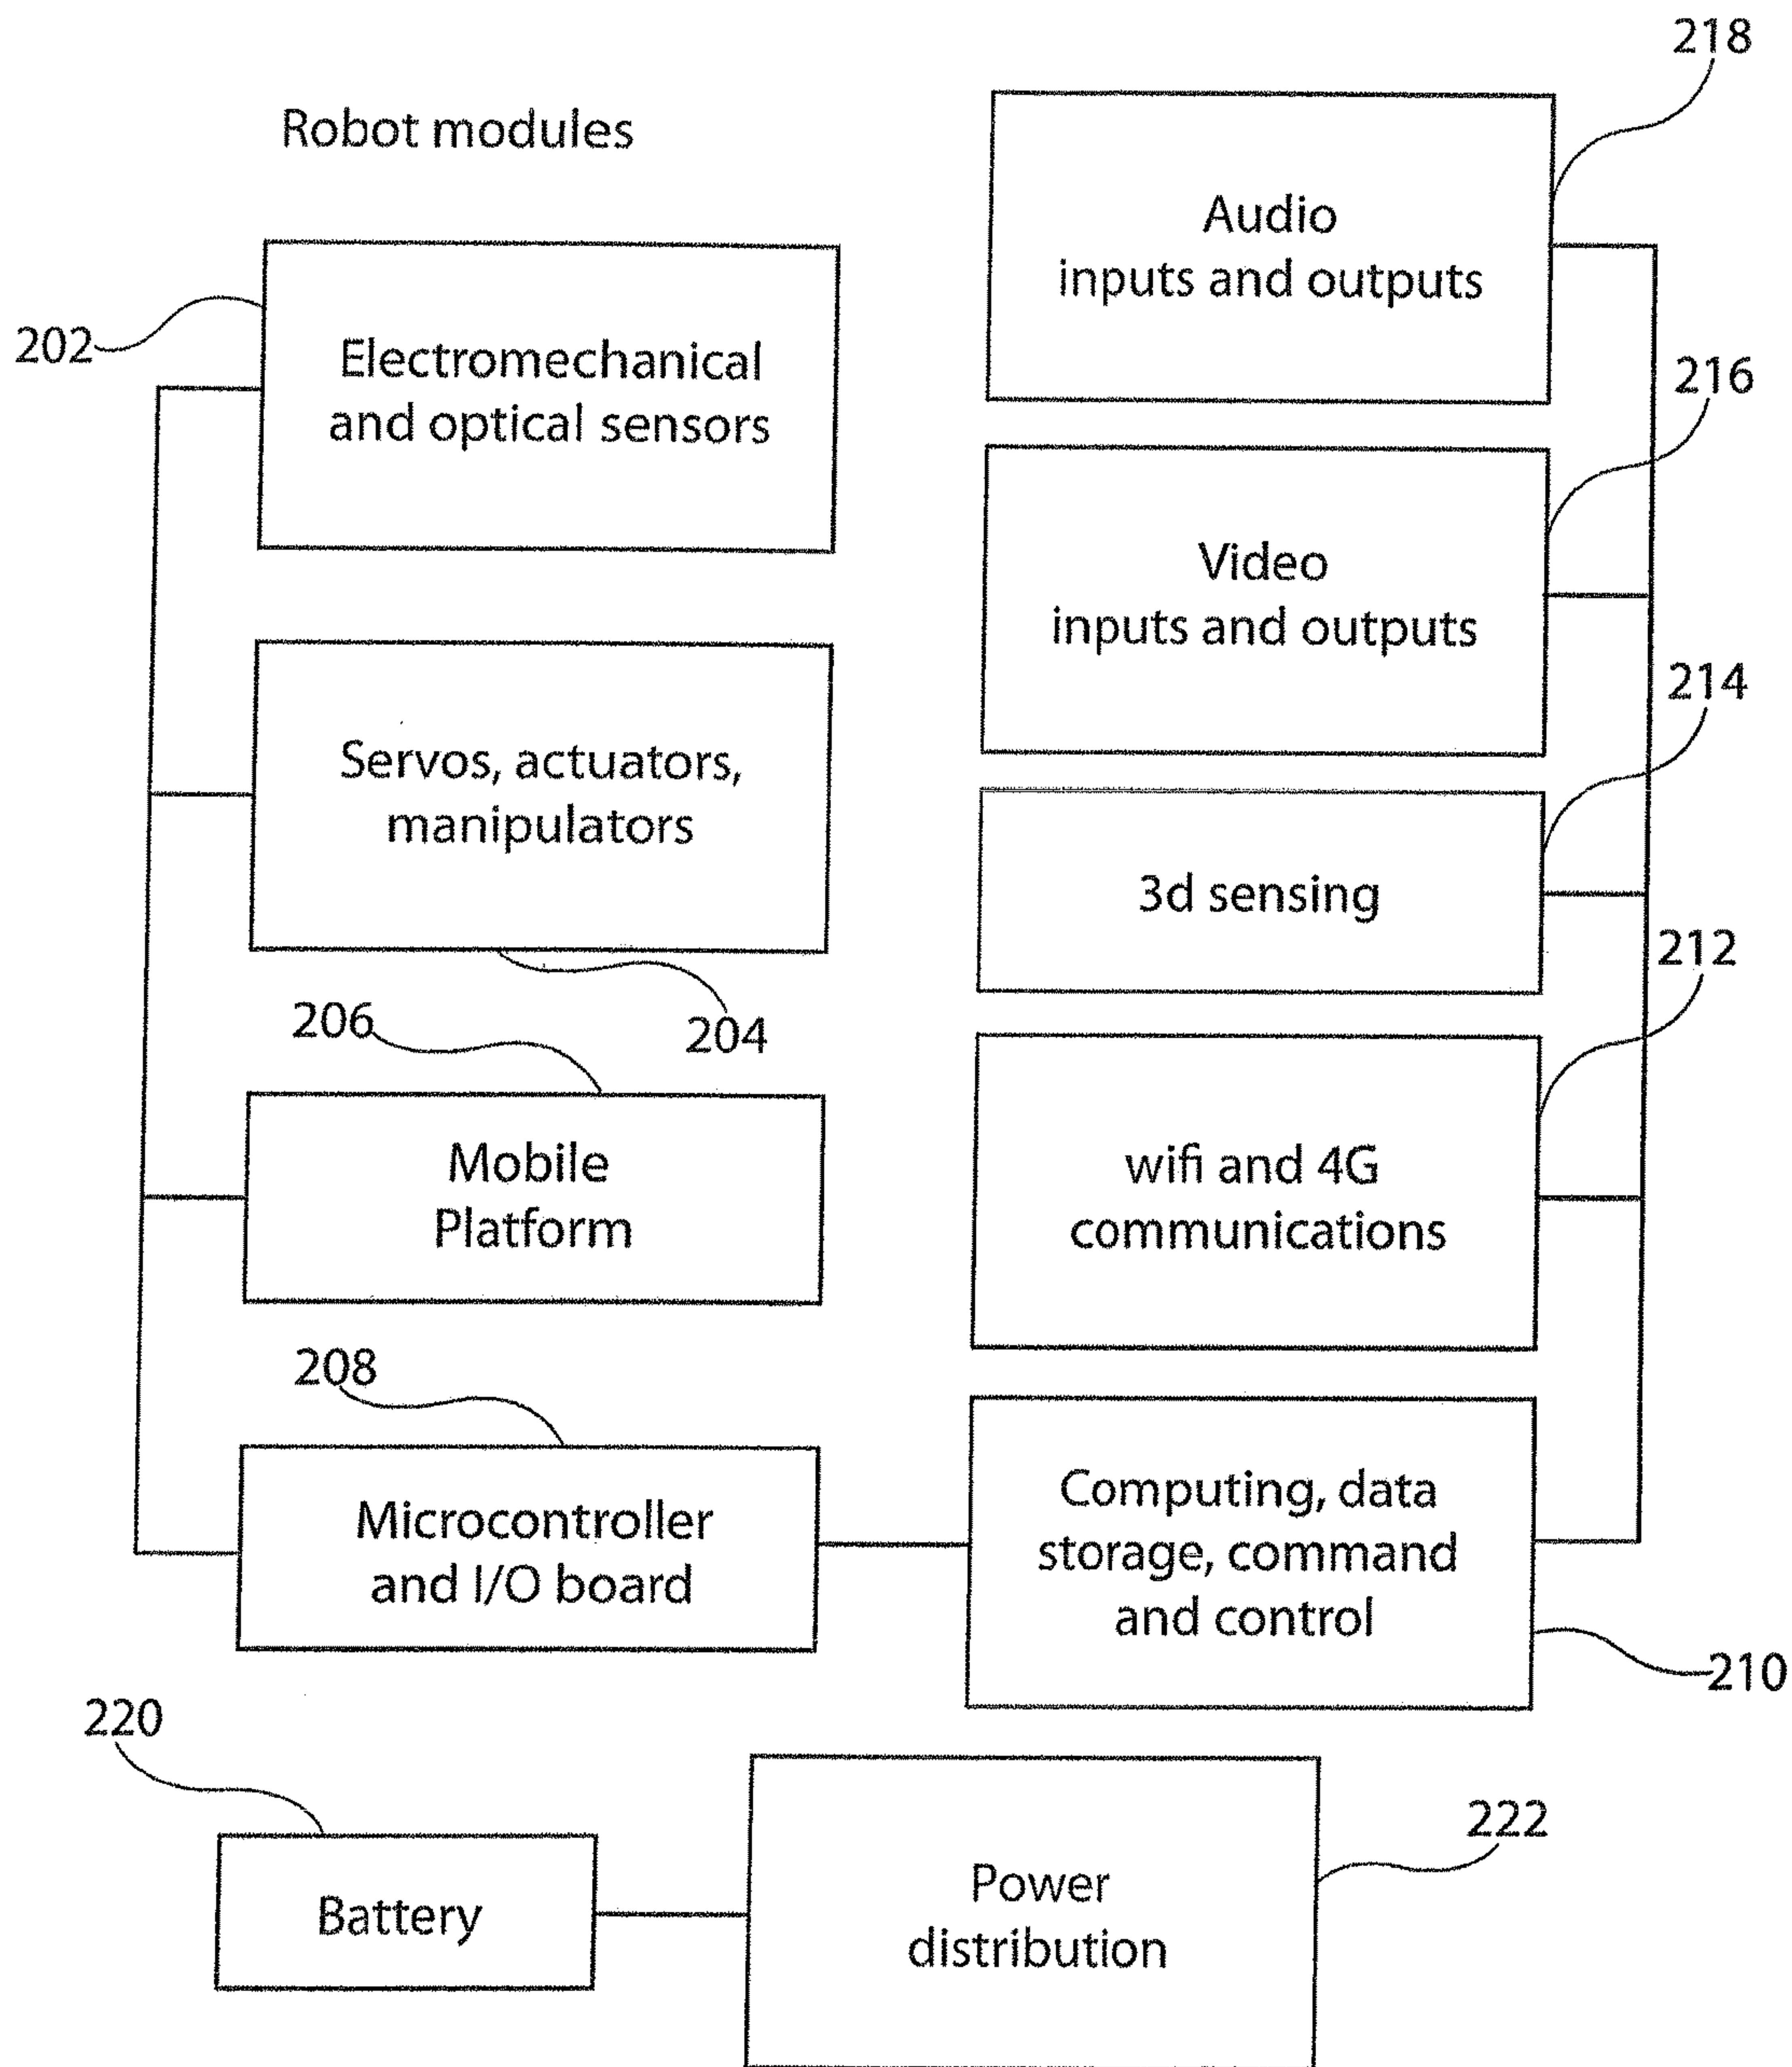 218
Robot modules
Audio
inputs and outputs
202
Electromechanical
and optical sensors
216
Video
inputs and outputs
214
Servos, actuators,
manipulators
3d sensing
212
206
204
Mobile
Platform
wifi and 4G
communications
208
Microcontroller
and I/O board
Computing, data
storage, command
and control
210
220
222
Battery
Power
distribution